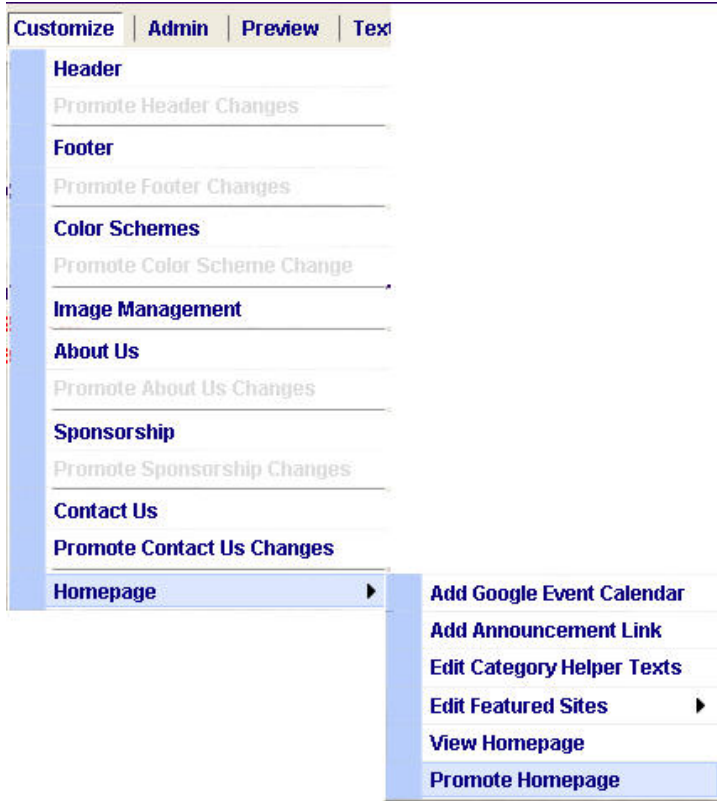 Customize | Admin | Preview | Text
Header
Promote Header Changes
Footer
Promote Footer Changes
Color Schemes
Promote Color Scheme Change
Image Management
About Us
Promote About Us Changes
Sponsorship
Promote Sponsorship Changes
Contact Us
Promote Contact Us Changes
Homepage
Add Google Event Calendar
Add Announcement Link
Edit Category Helper Texts
Edit Featured Sites
View Homepage
Promote Homepage